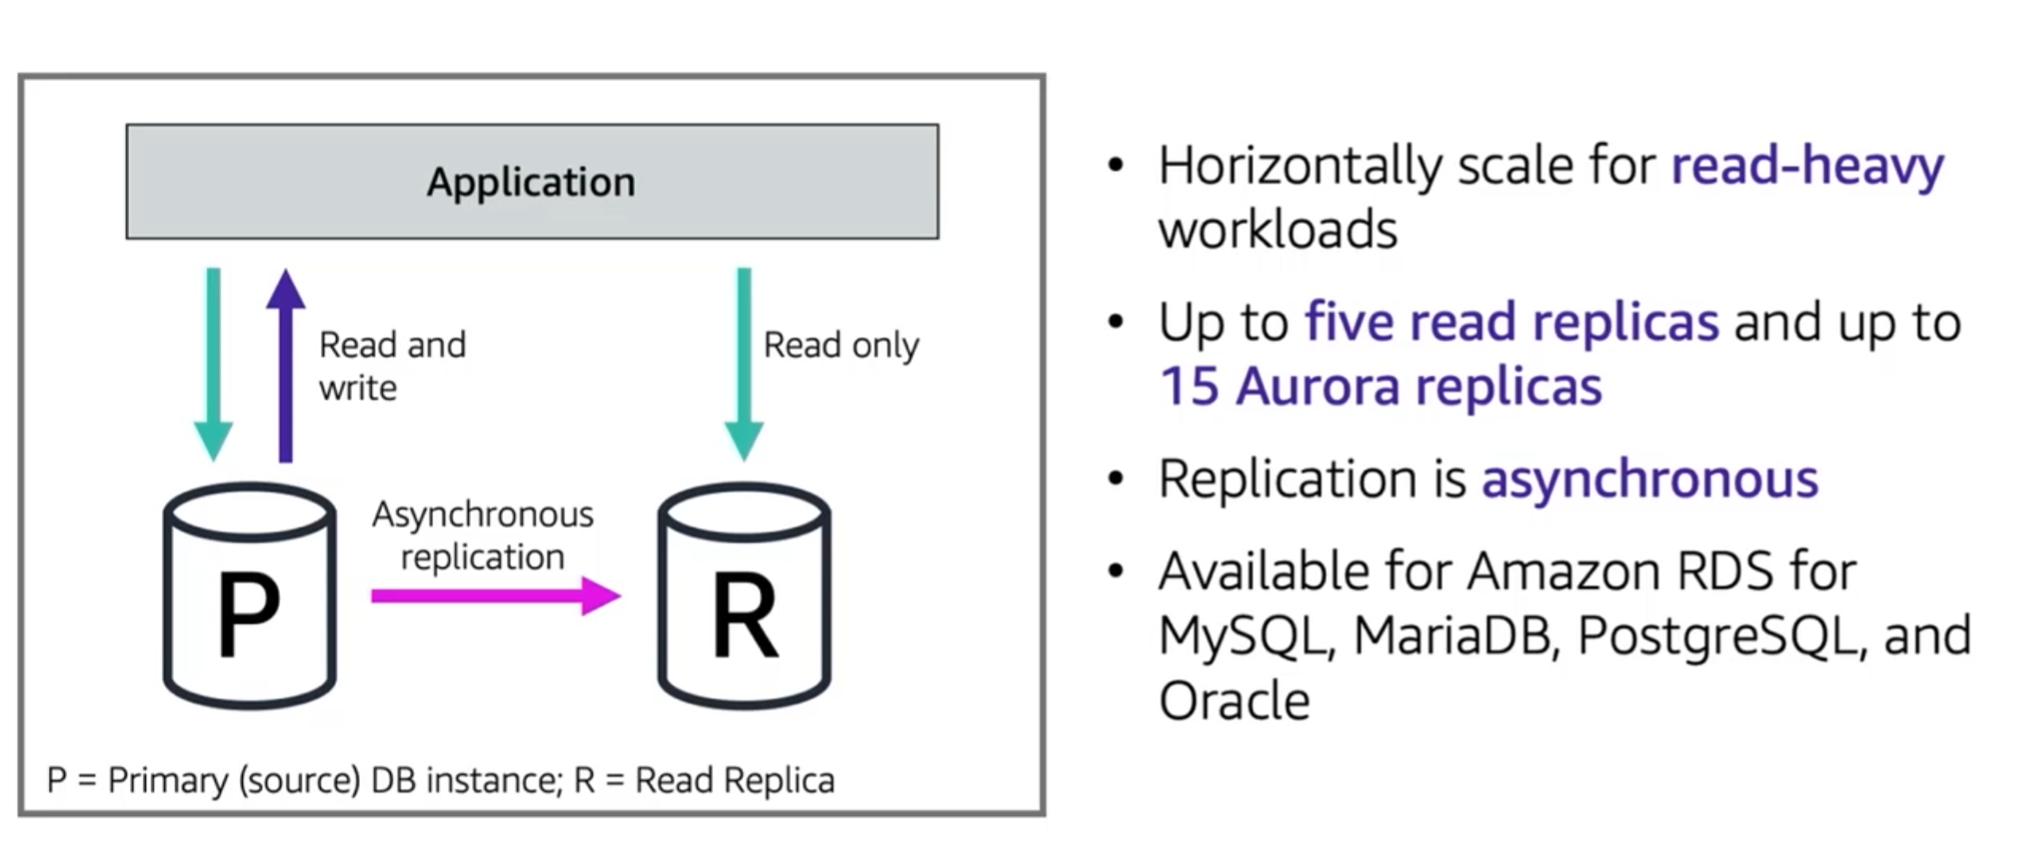 Application
Read and
write
Read only
Asynchronous
replication
P
R
P = Primary (source) DB instance; R = Read Replica
• Horizontally scale for read-heavy
workloads
• Up to five read replicas and up to
15 Aurora replicas
• Replication is asynchronous
• Available for Amazon RDS for
MySQL, MariaDB, PostgreSQL, and
Oracle